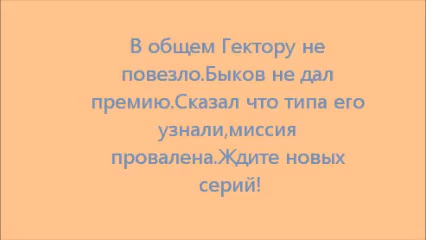 В общем Гектору не
повезло.Быков не дал
премию.Сказал что типа его
узнали,миссия
провалена.Ждите новых
серий!